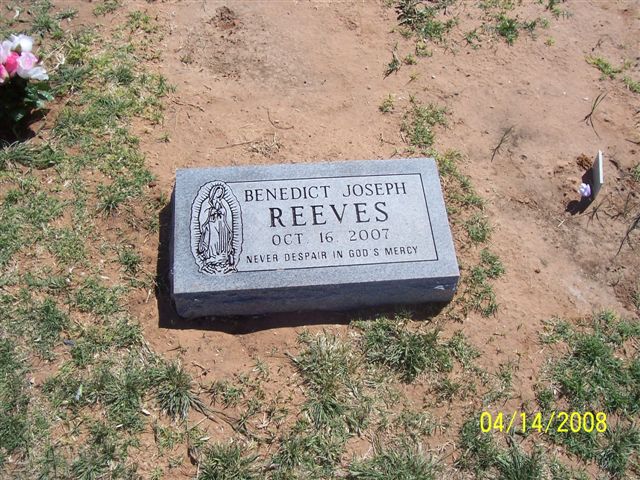 BENEDICT JOSEPH
REEVES
OCT. 16. 2007
NEVER DESPAIR IN GOD'S MERCY
04/14/2008